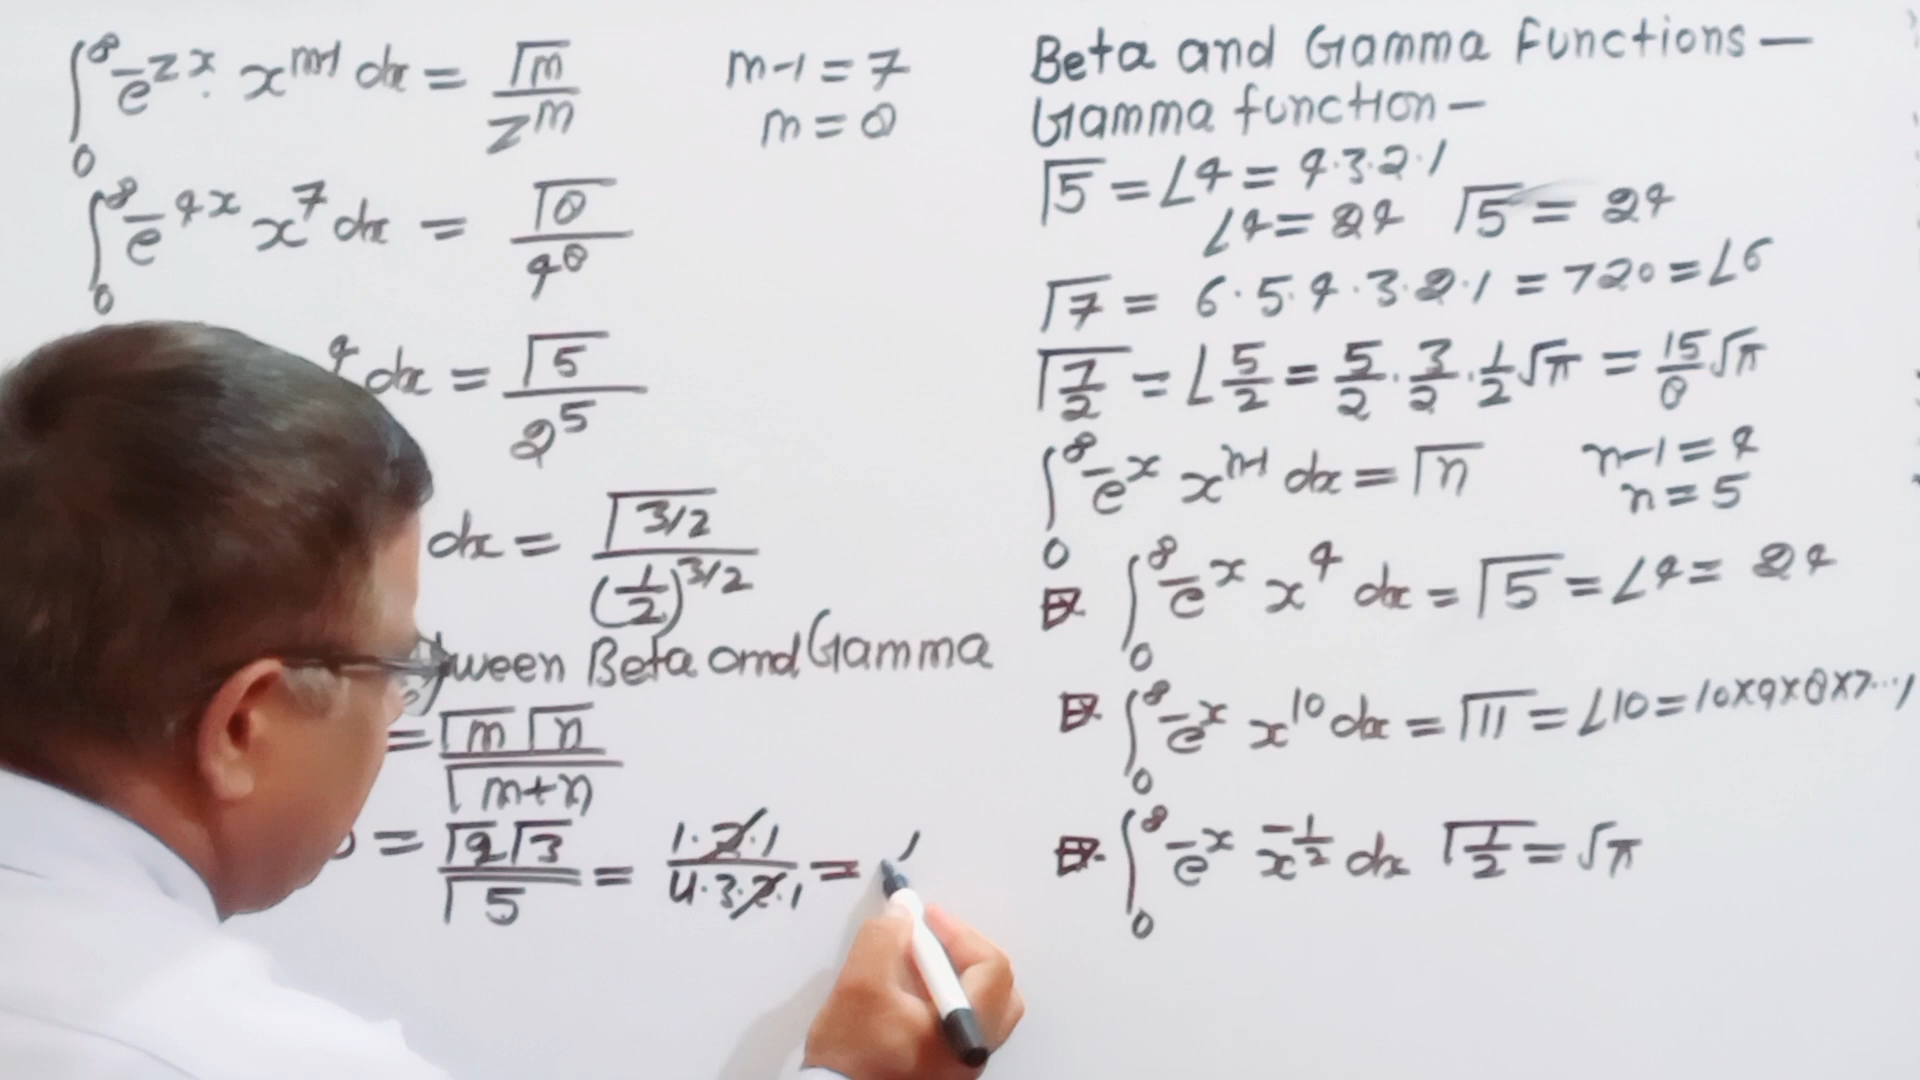 ∫₀^∞ e^-zx x^m-1 dx = Γm / z^m
m-1 = 7
m = 8
∫₀^∞ e^-4x x^7 dx = Γ8 / 4^8
4 dx = Γ5 / 2^5
dx = Γ3/2 / (1/2)^3/2
ween Beta and Gamma
= Γm Γn / Γm+n
= Γ2 Γ3 / Γ5 = 1·2·1 / 4·3·2·1 =
Beta and Gamma Functions —
Gamma function —
Γ5 = ∠4 = 4·3·2·1
∠4 = 24 Γ5 = 24
Γ7 = 6·5·4·3·2·1 = 720 = ∠6
Γ7/2 = ∠5/2 = 5/2 · 3/2 · 1/2 √π = 15/8 √π
∫₀^∞ e^-x x^n-1 dx = Γn
n-1 = 4
n = 5
Ex ∫₀^∞ e^-x x^4 dx = Γ5 = ∠4 = 24
Ex. ∫₀^∞ e^-x x^10 dx = Γ11 = ∠10 = 10×9×8×7...1
Ex. ∫₀^∞ e^-x x^-1/2 dx Γ1/2 = √π